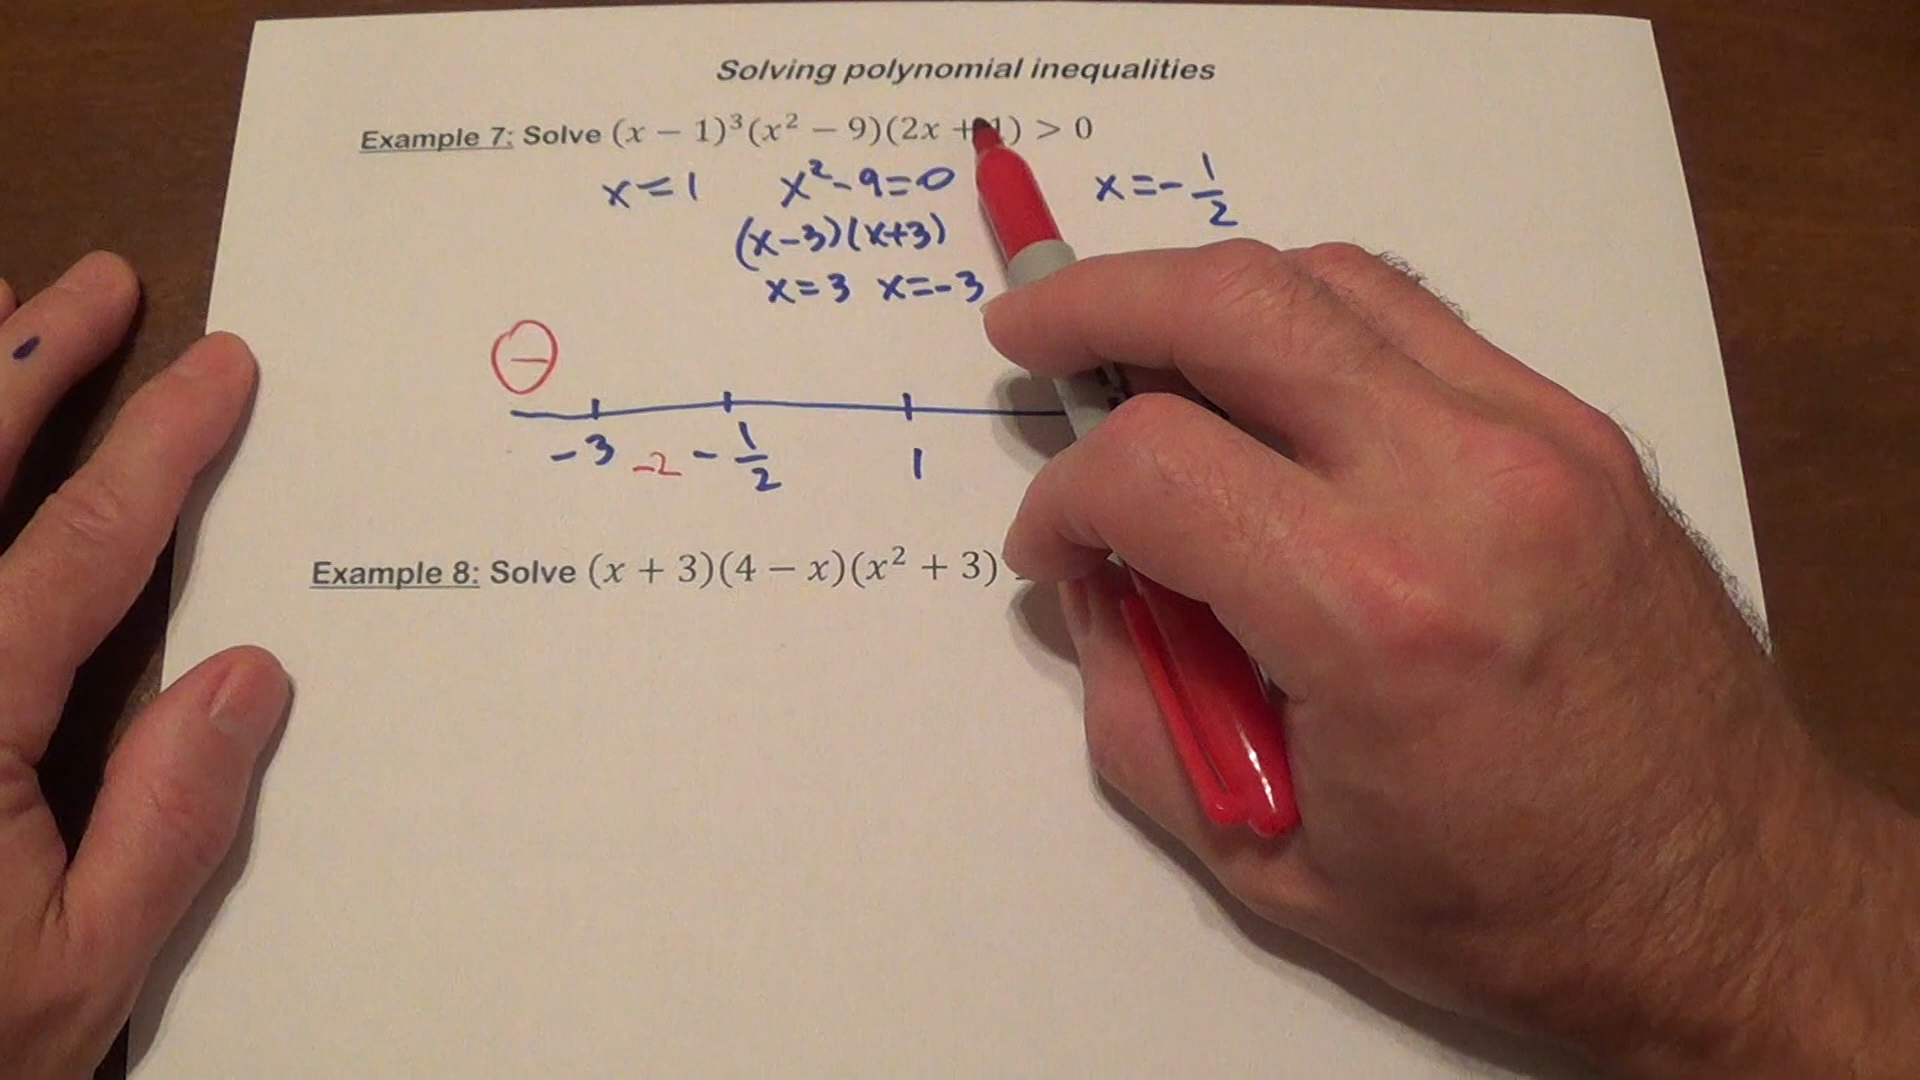 Solving polynomial inequalities
Example 7: Solve (x − 1)³(x² − 9)(2x + 1) > 0
x = 1 x² - 9 = 0 x = - 1/2
(x-3)(x+3)
x = 3 x = -3
−
-3 -2 - 1/2 1
Example 8: Solve (x + 3)(4 − x)(x² + 3)